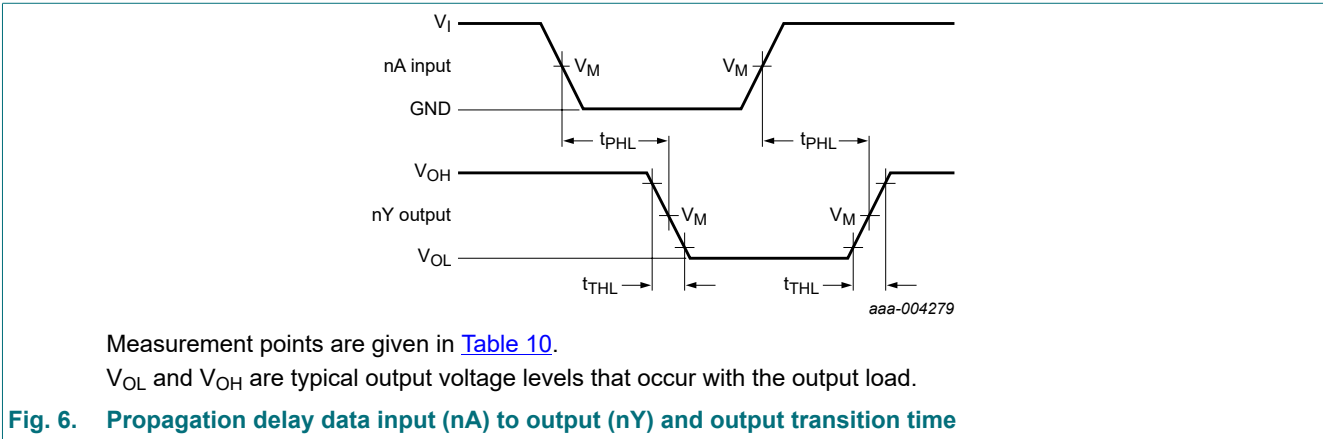 VI
nA input
VM
VM
GND
tPHL
tPHL
VOH
nY output
VM
VM
VOL
tTHL
tTHL
aaa-004279
Measurement points are given in Table 10.
VOL and VOH are typical output voltage levels that occur with the output load.
Fig. 6. Propagation delay data input (nA) to output (nY) and output transition time